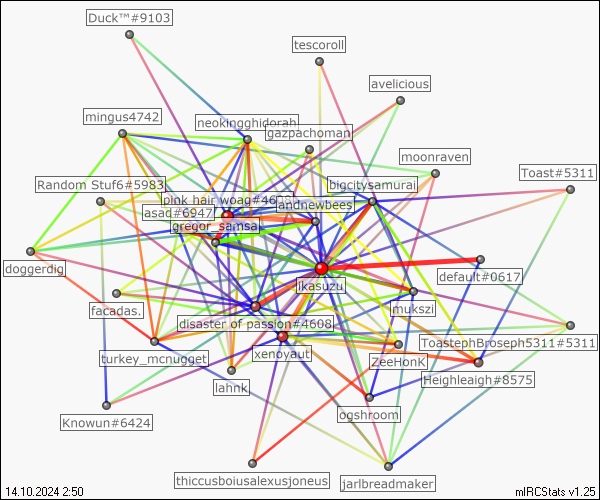 Duck™#9103
tescoroll
avelicious
mingus4742
neokingghidorah
gazpachoman
moonraven
Toast#5311
Random Stuf6#5983
bigcitysamurai
pink hair woag#4608
andnewbees
asad#6947
gregor_samsa
doggerdig
default#0617
ikasuzu
mukszi
facadas.
disaster of passion#4608
ToastephBroseph5311#5311
xenoyaut
ZeeHonk
turkey_mcnugget
Heighleaigh#8575
lahnk
ogshroom
Knowun#6424
thiccusboiusalexusjoneus
jarlbreadmaker
14.10.2024 2:50
mIRCStats v1.25